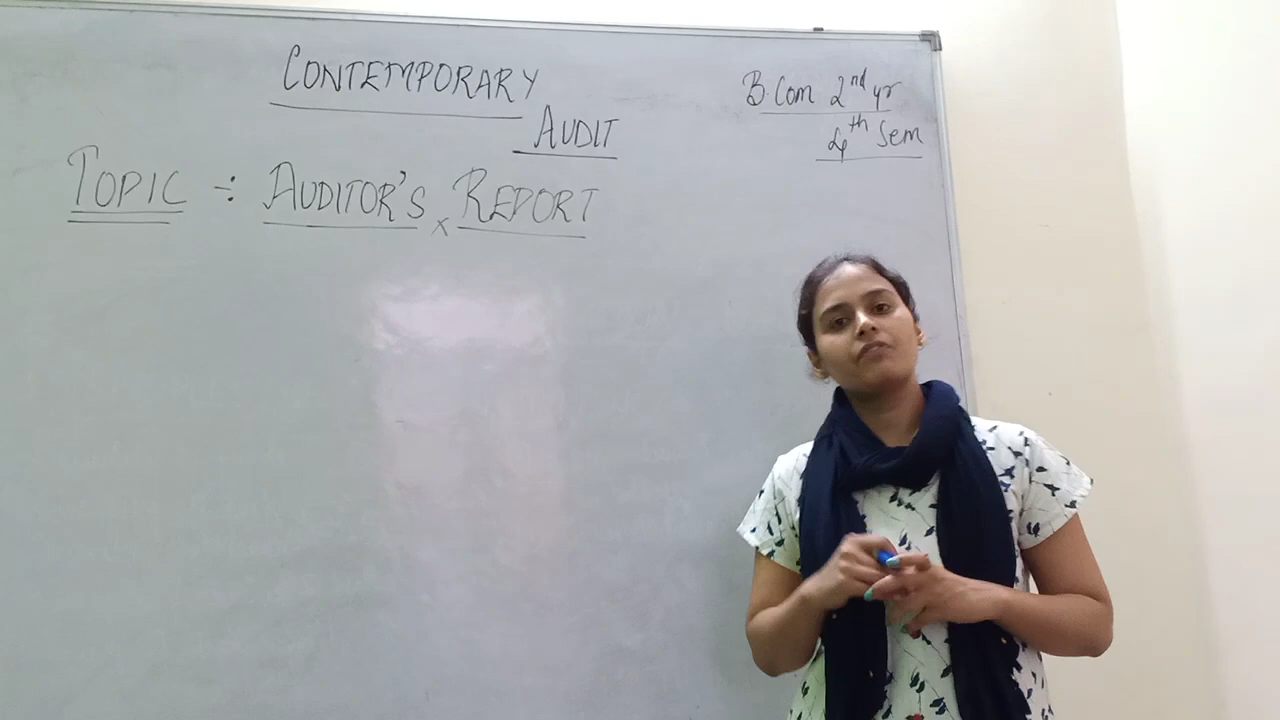 CONTEMPORARY
AUDIT
B.Com 2nd yr
4th Sem
TOPIC ÷ AUDITOR'S x REPORT